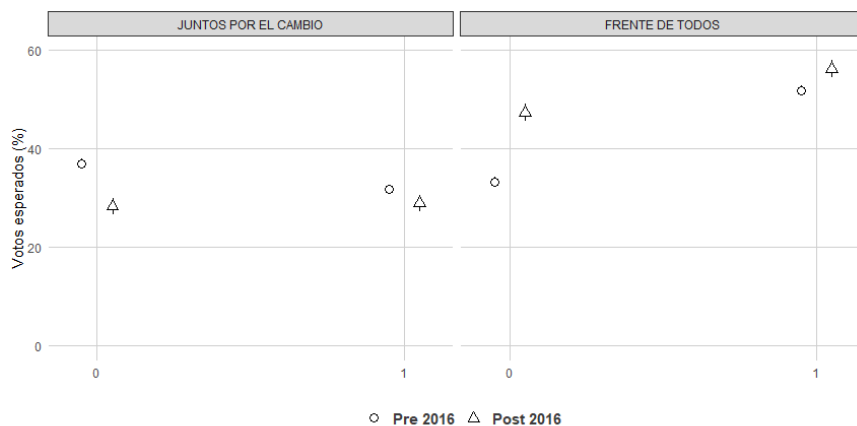 JUNTOS POR EL CAMBIO
FRENTE DE TODOS
Votos esperados (%)
60
40
20
0
0
1
0
1
Pre 2016
Post 2016